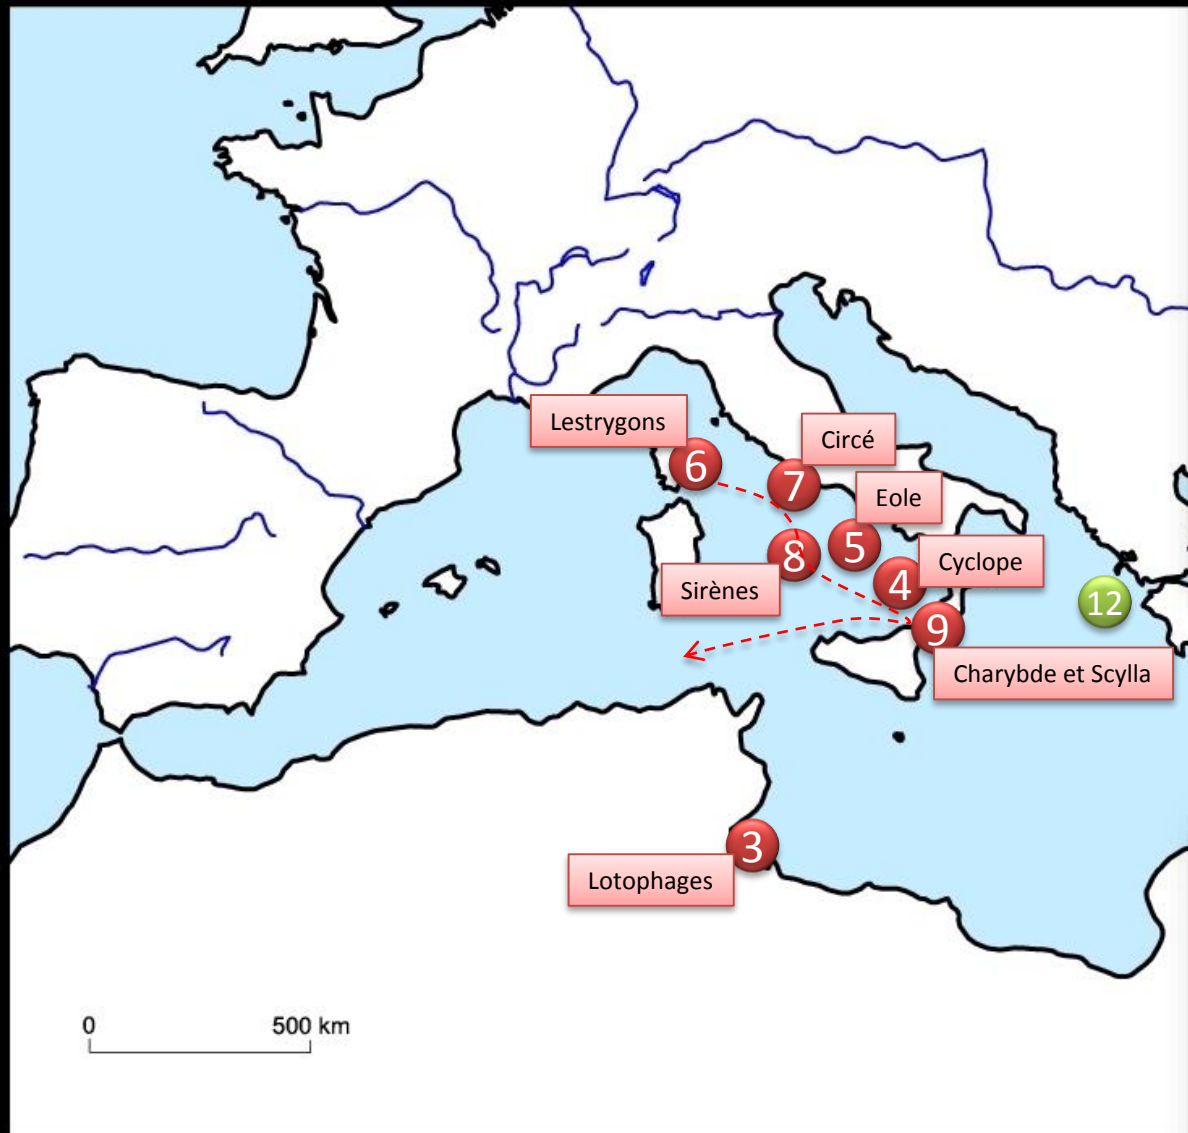 Lestrygons
Circé
6
7
Eole
5
8
Cyclope
4
Sirènes
12
9
Charybde et Scylla
3
Lotophages
0
500 km